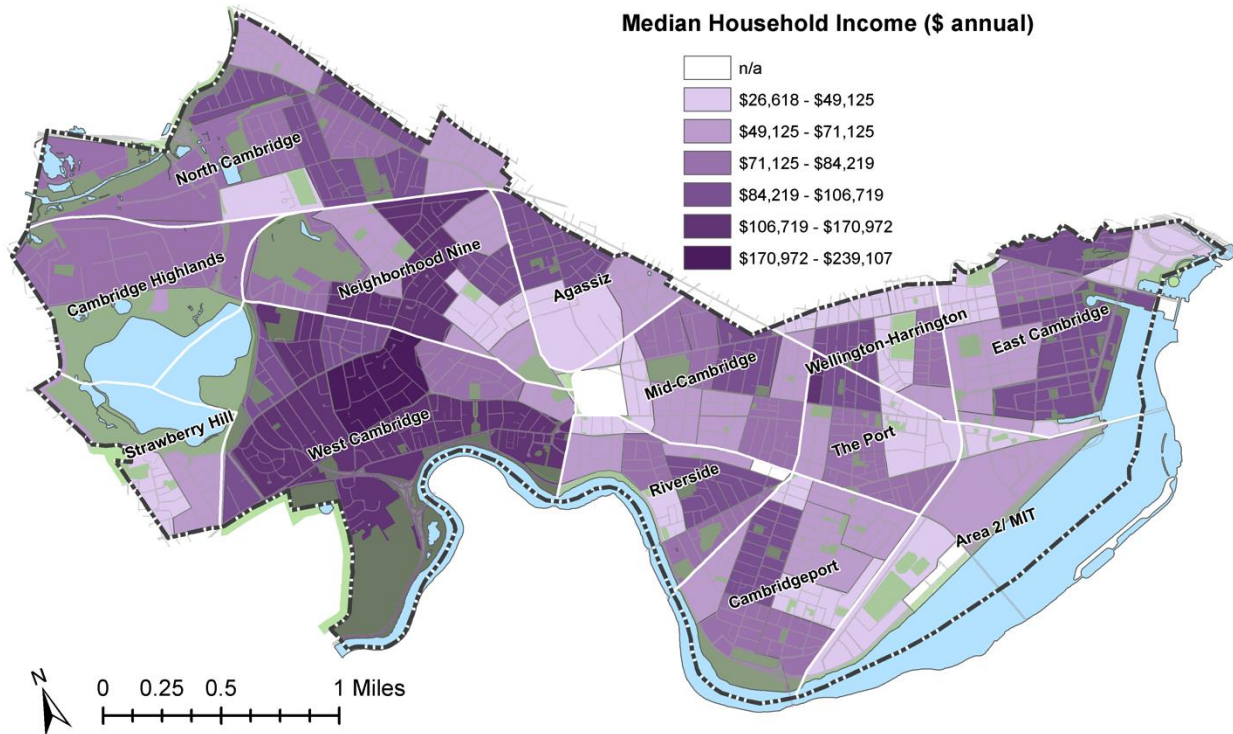 Median Household Income ($ annual)
n/a
$26,618 - $49,125
$49,125 - $71,125
$71,125 - $84,219
$84,219 - $106,719
$106,719 - $170,972
$170,972 - $239,107
North Cambridge
Cambridge Highlands
Neighborhood Nine
Agassiz
Strawberry Hill
West Cambridge
Mid-Cambridge
Wellington-Harrington
East Cambridge
The Port
Riverside
Cambridgeport
Area 2/ MIT
N
0 0.25 0.5 1 Miles